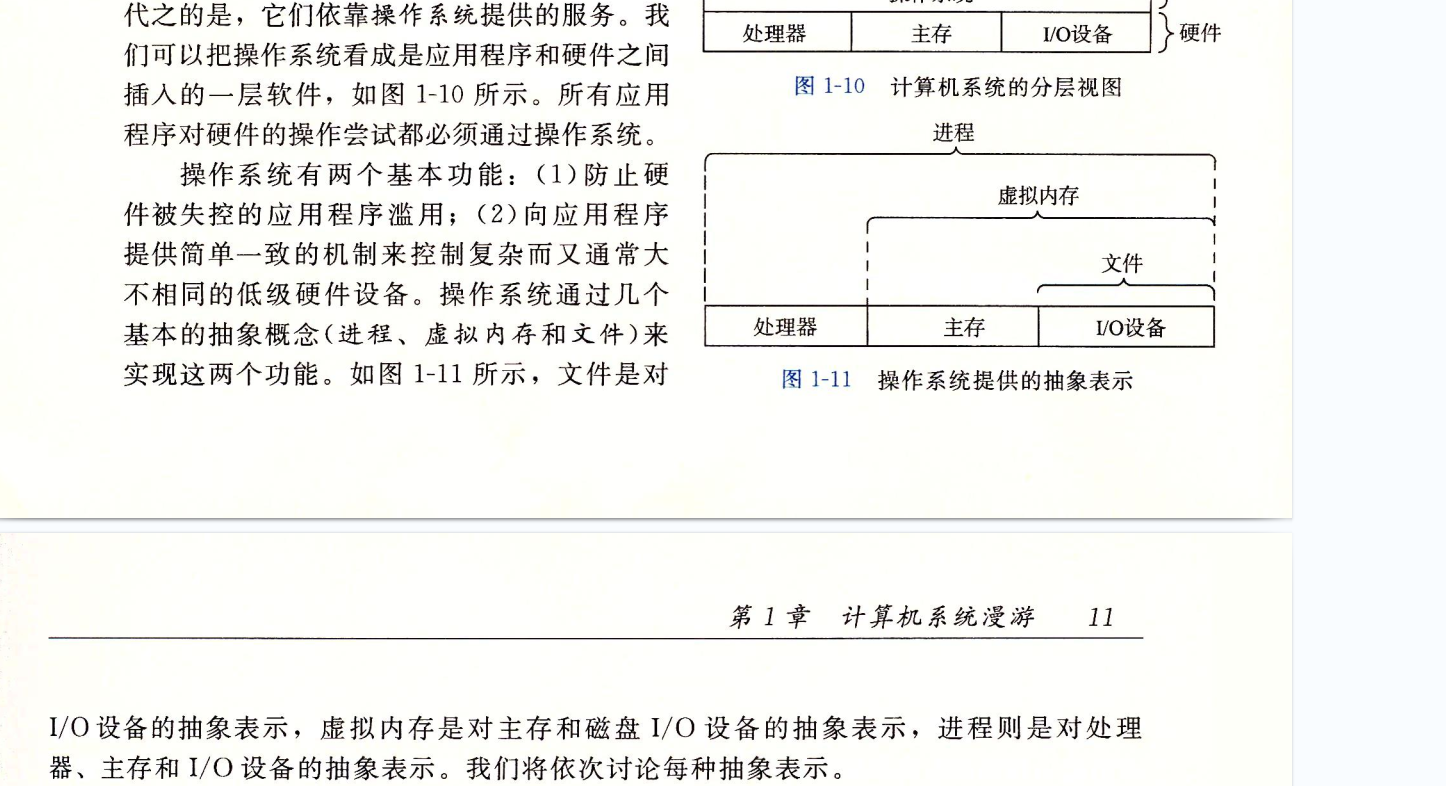 代之的是，它们依靠操作系统提供的服务。我
们可以把操作系统看成是应用程序和硬件之间
插入的一层软件，如图 1-10 所示。所有应用
程序对硬件的操作尝试都必须通过操作系统。
操作系统有两个基本功能：(1)防止硬
件被失控的应用程序滥用；(2)向应用程序
提供简单一致的机制来控制复杂而又通常大
不相同的低级硬件设备。操作系统通过几个
基本的抽象概念(进程、虚拟内存和文件)来
实现这两个功能。如图 1-11 所示，文件是对
处理器 主存 I/O设备 硬件
图 1-10 计算机系统的分层视图
进程
虚拟内存
文件
处理器 主存 I/O设备
图 1-11 操作系统提供的抽象表示
第 1 章 计算机系统漫游 11
I/O 设备的抽象表示，虚拟内存是对主存和磁盘 I/O 设备的抽象表示，进程则是对处理
器、主存和 I/O 设备的抽象表示。我们将依次讨论每种抽象表示。